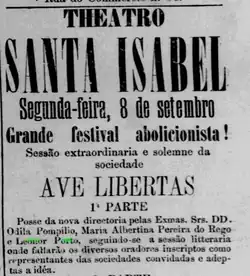 THEATRO
SANTA ISABEL
Segunda-feira, 8 de setembro
Grande festival abolicionista!
Sessão extraordinaria e solemne da
sociedade
AVE LIBERTAS
1ª PARTE
Posse da nova directoria pelas Exmas. Srs. DD.
Odila Pompilio, Maria Albertina Pereira do Rego
e Leonor Porto, seguindo-se a sessão litteraria
onde fallarão os diversos oradores inscriptos como
representantes das sociedades convidadas e adep-
tas a idéa.